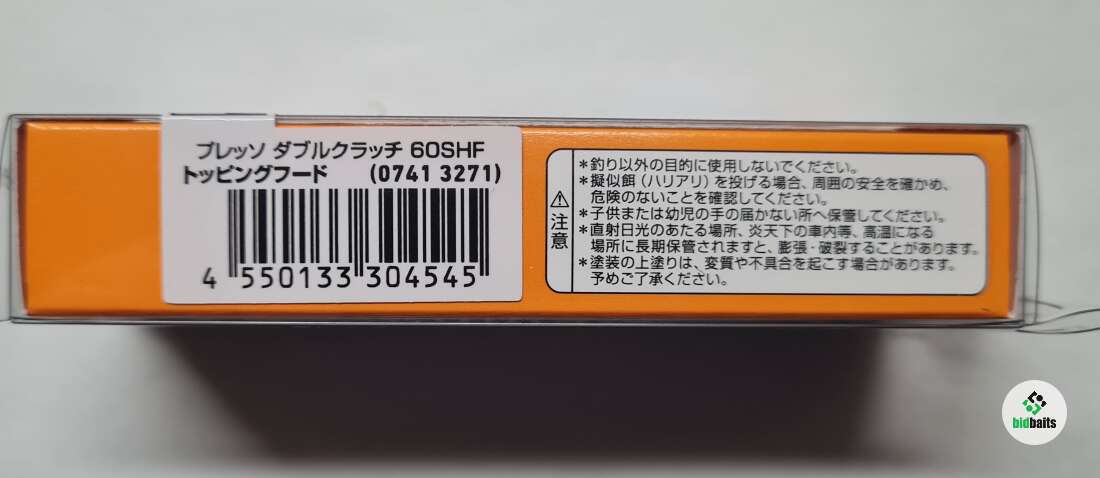 プレッソ ダブルクラッチ 60SHF
トッピングフード (0741 3271)
4 550133 304545
⚠注意
*釣り以外の目的に使用しないでください。
*擬似餌(ハリアリ)を投げる場合、周囲の安全を確かめ、
危険のないことを確認してください。
*子供または幼児の手の届かない所へ保管してください。
*直射日光のあたる場所、炎天下の車内等、高温になる
場所に長期保管されますと、膨張・破裂することがあります。
*塗装の上塗りは、変質や不具合を起こす場合があります。
予めご了承ください。
bidbaits